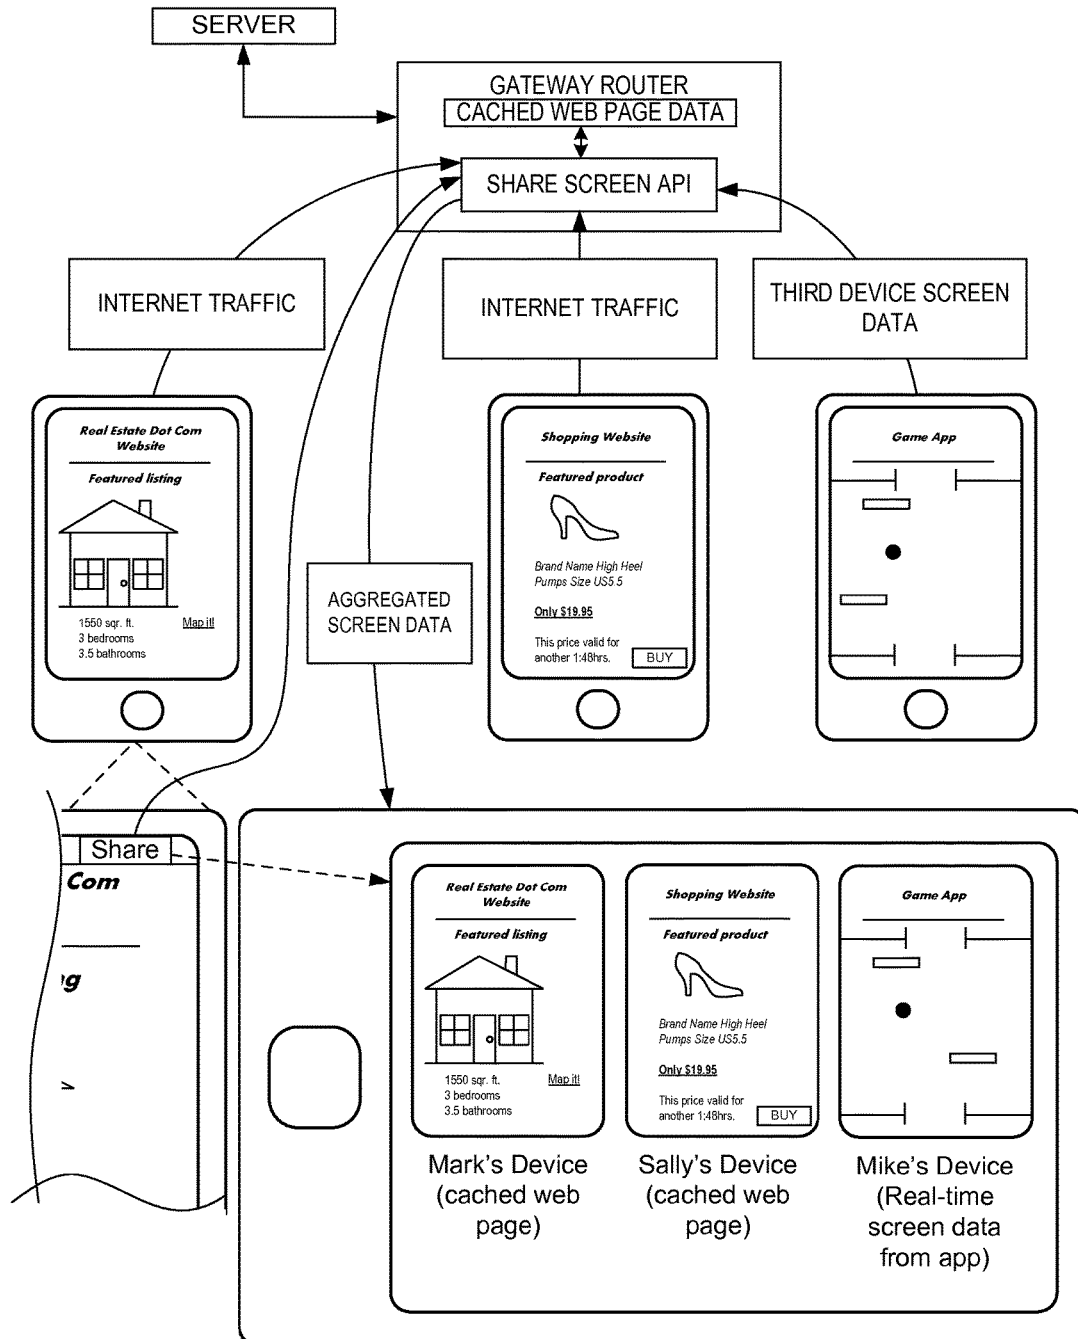 SERVER
GATEWAY ROUTER
CACHED WEB PAGE DATA
SHARE SCREEN API
INTERNET TRAFFIC
INTERNET TRAFFIC
THIRD DEVICE SCREEN
DATA
Real Estate Dot Com
Website
Featured listing
1550 sqr. ft.
Map it!
3 bedrooms
3.5 bathrooms
AGGREGATED
SCREEN DATA
Shopping Website
Featured product
Brand Name High Heel
Pumps Size US5.5
Only $19.95
This price valid for
another 1:48hrs.
BUY
Game App
Share
Com
g
Real Estate Dot Com
Website
Featured listing
1550 sqr. ft.
Map it!
3 bedrooms
3.5 bathrooms
Mark's Device
(cached web
page)
Shopping Website
Featured product
Brand Name High Heel
Pumps Size US5.5
Only $19.95
This price valid for
another 1:48hrs.
BUY
Sally's Device
(cached web
page)
Game App
Mike's Device
(Real-time
screen data
from app)